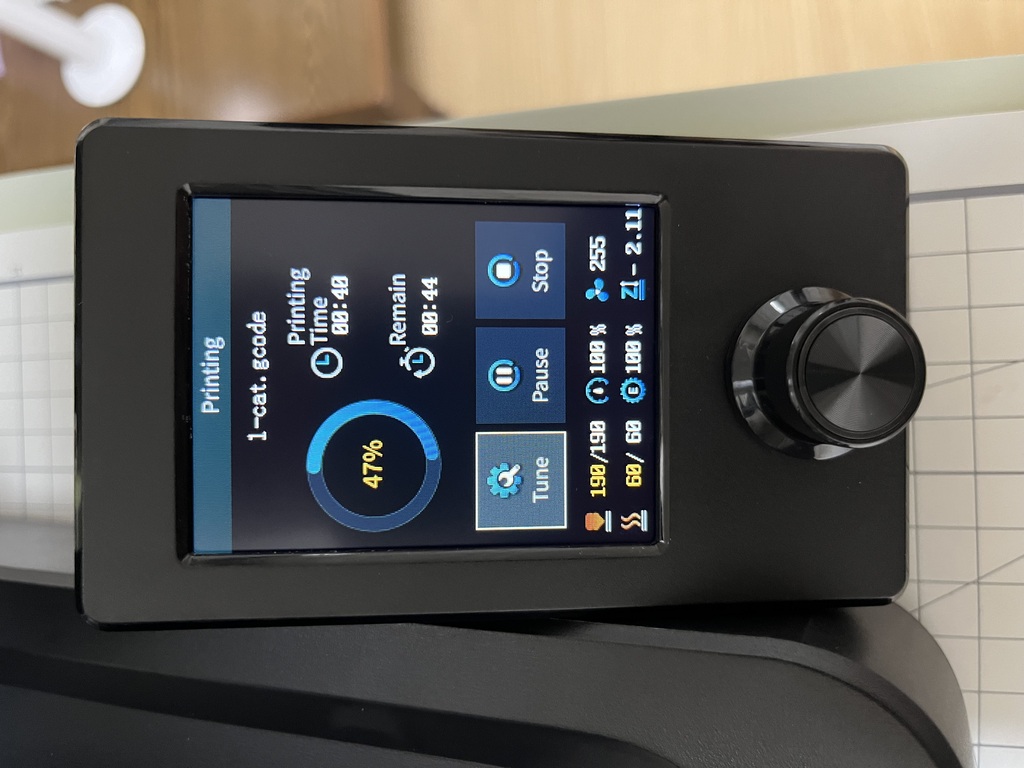 Printing
1-cat.gcode
Printing
Time
00:40
47%
Remain
00:44
Tune
Pause
Stop
190/190
100 %
255
60/ 60
E
100 %
Z
- 2.11